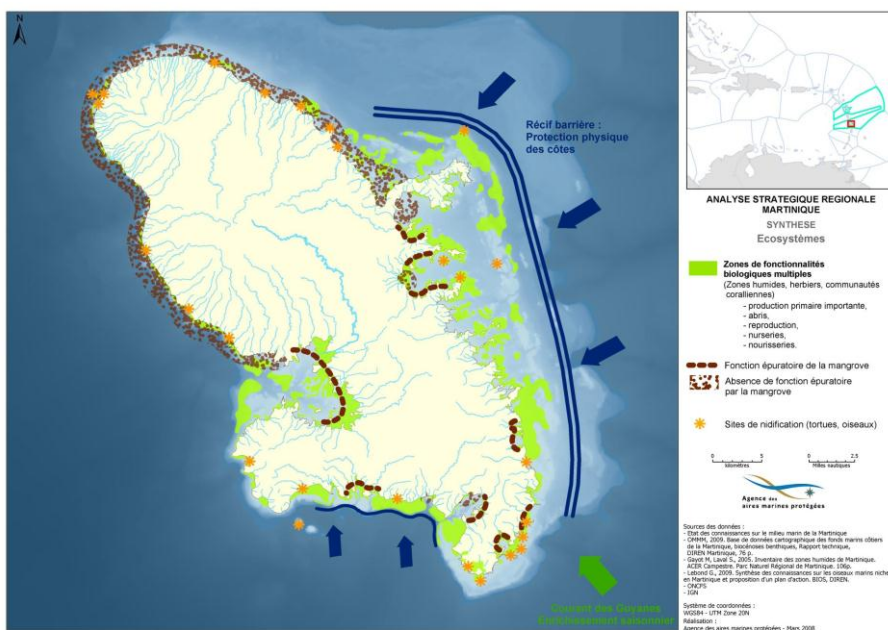 N
Récif barrière :
Protection physique
des côtes
Courant des Guyanes
Enrichissement saisonnier
ANALYSE STRATEGIQUE REGIONALE
MARTINIQUE
SYNTHESE
Ecosystèmes
Zones de fonctionnalités
biologiques multiples
(Zones humides, herbiers, communautés
coralliennes)
- production primaire importante,
- abris,
- reproduction,
- nurseries,
- nourisseries.
Fonction épuratoire de la mangrove
Absence de fonction épuratoire
par la mangrove
Sites de nidification (tortues, oiseaux)
0 5 0 2.5
kilomètres Milles nautiques
Agence des
aires marines protégées
Sources des données :
- Etat des connaissances sur le milieu marin de la Martinique
- OMMM, 2009. Base de données cartographique des fonds marins côtiers
de la Martinique, biocénoses benthiques, Rapport technique,
DIREN Martinique, 76 p.
- Gayot M, Laval S., 2005. Inventaire des zones humides de Martinique.
ACER Campestre. Parc Naturel Régional de Martinique. 106p.
- Labond G., 2009. Synthèse des connaissances sur les oiseaux marins niche
en Martinique et proposition d'un plan d'action. BIOS, DIREN.
- ONCFS
- IGN
Système de coordonnées :
WGS84 - UTM Zone 20N
Réalisation :
Agence des aires marines protégées - Mars 2008